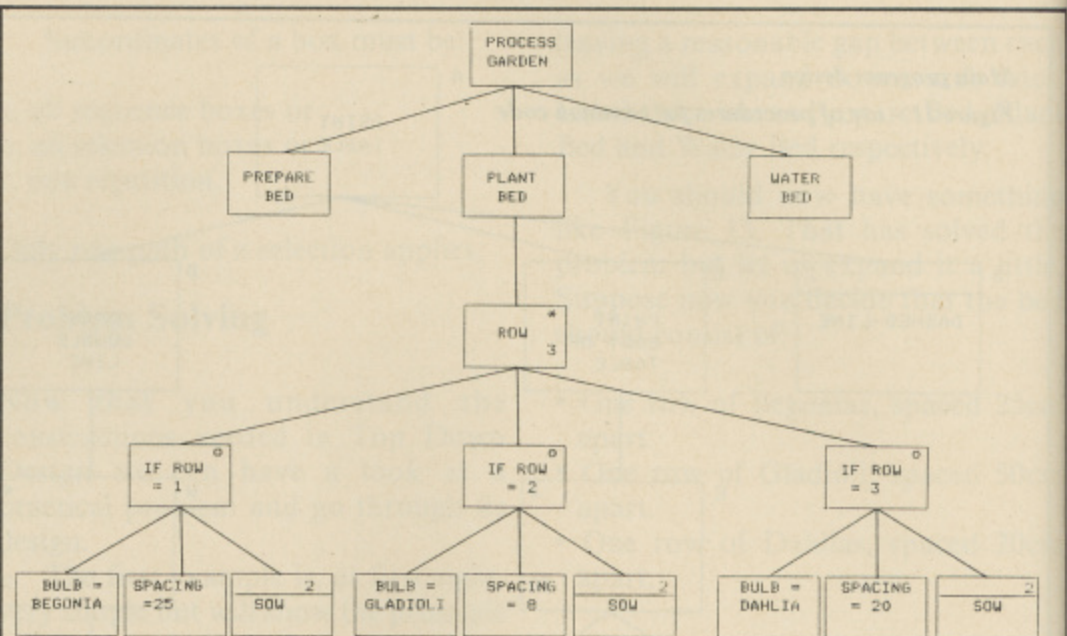 PROCESS
GARDEN
PREPARE
BED
PLANT
BED
WATER
BED
*
ROW
3
o
IF ROW
= 1
o
IF ROW
= 2
o
IF ROW
= 3
BULB =
BEGONIA
SPACING
=25
2
SOW
BULB =
GLADIOLI
SPACING
= 8
2
SOW
BULB =
DAHLIA
SPACING
= 20
2
SOW